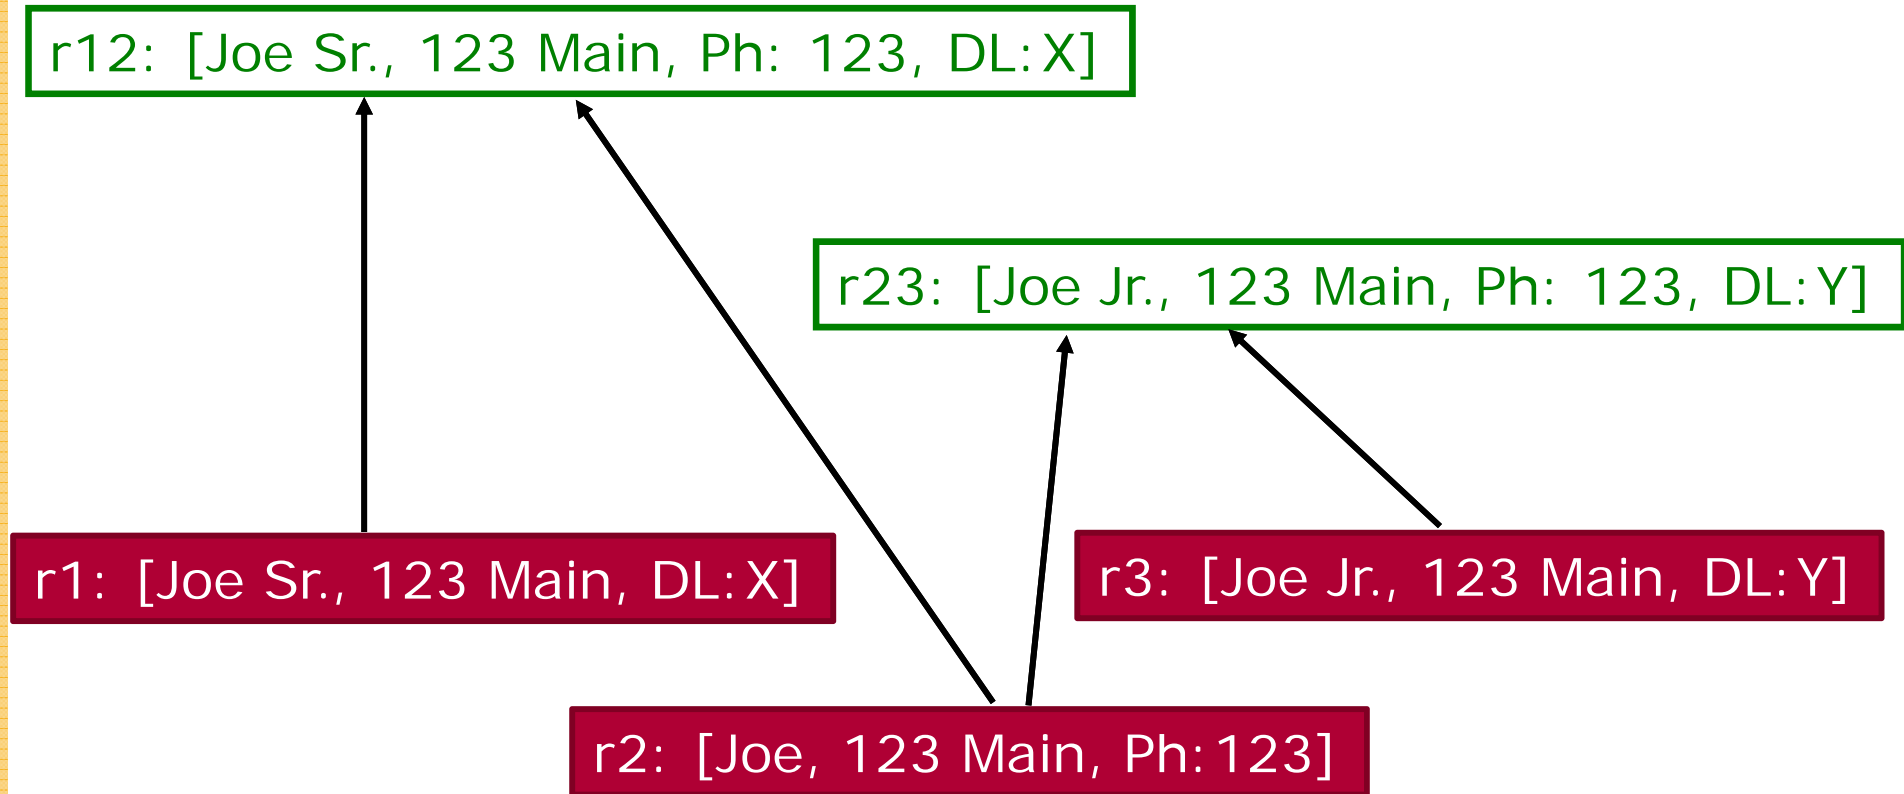 r12: [Joe Sr., 123 Main, Ph: 123, DL:X]
r23: [Joe Jr., 123 Main, Ph: 123, DL:Y]
r1: [Joe Sr., 123 Main, DL:X]
r3: [Joe Jr., 123 Main, DL:Y]
r2: [Joe, 123 Main, Ph:123]